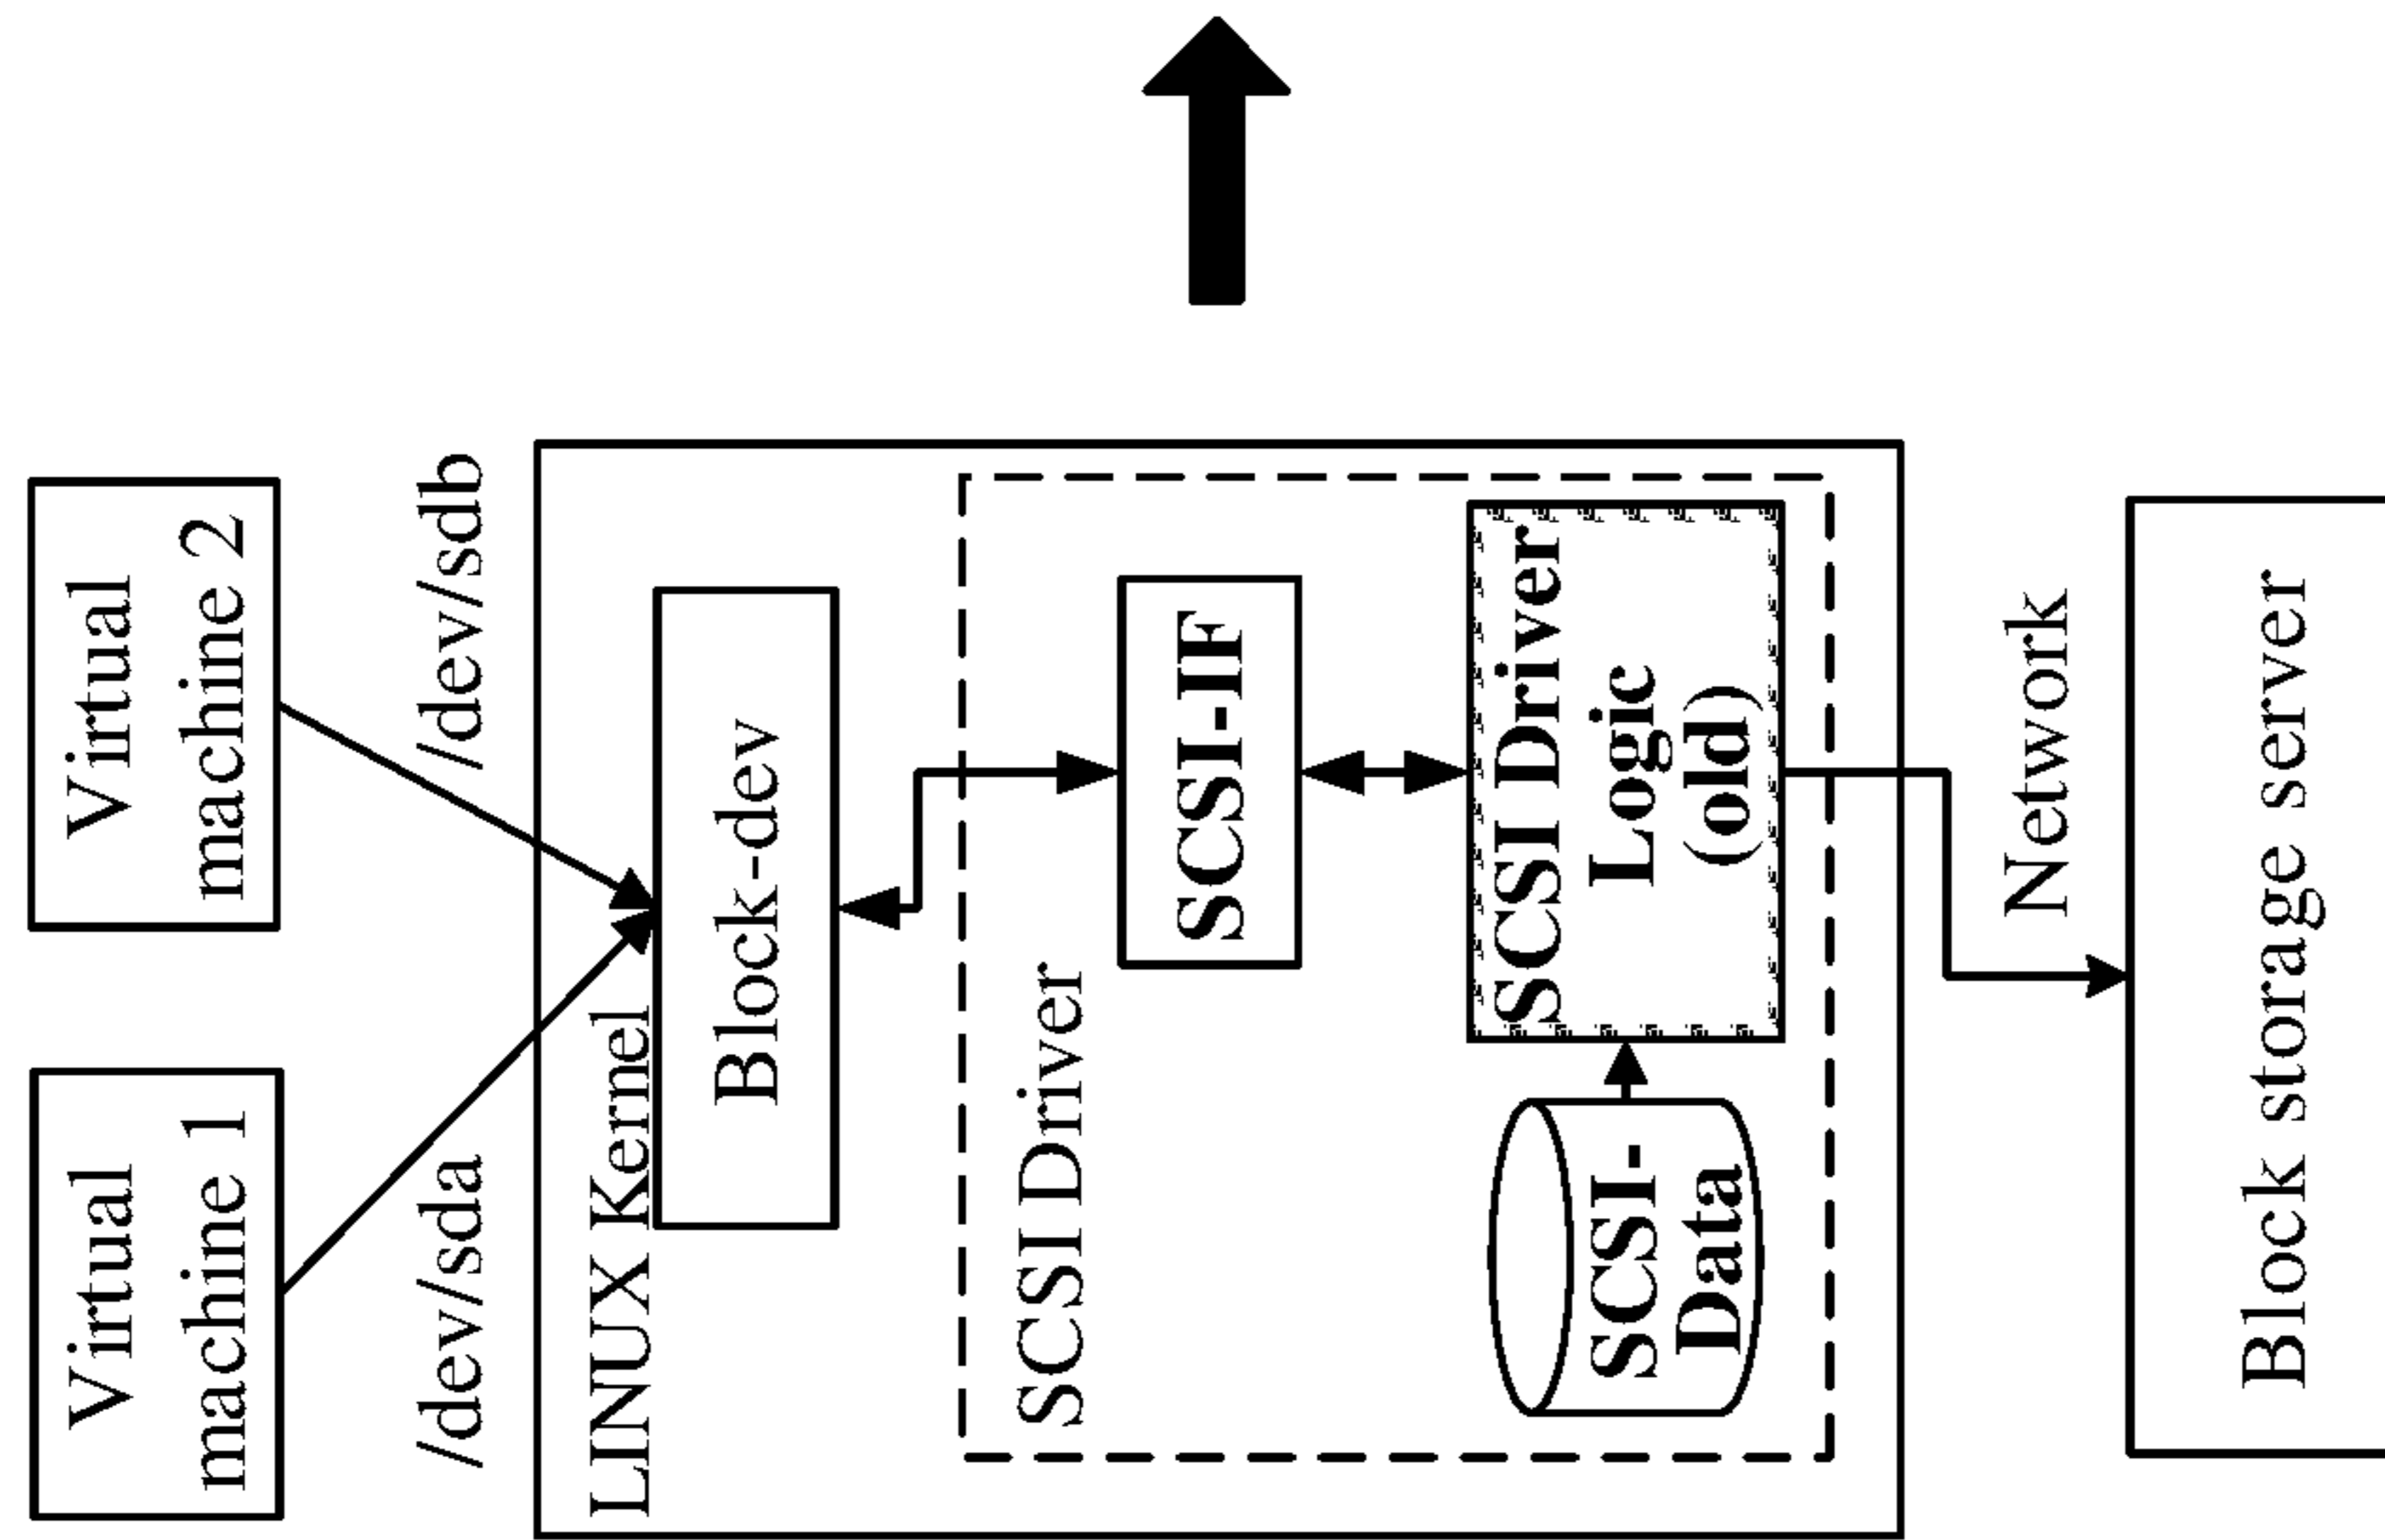 Virtual
machine 1
Virtual
machine 2
//dev/sda
//dev/sdb
LINUX Kernel
Block-dev
SCSI Driver
SCSI-IF
SCSI Driver
Logic
(old)
SCSI-
Data
Network
Block storage server